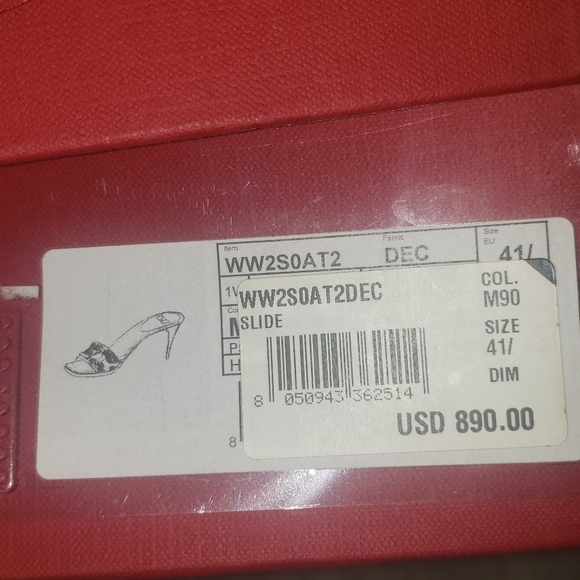 Item
WW2S0AT2
Fabric
DEC
Size
EU
41/
WW2S0AT2DEC
SLIDE
COL.
M90
SIZE
41/
DIM
8 050943 362514
USD 890.00
8